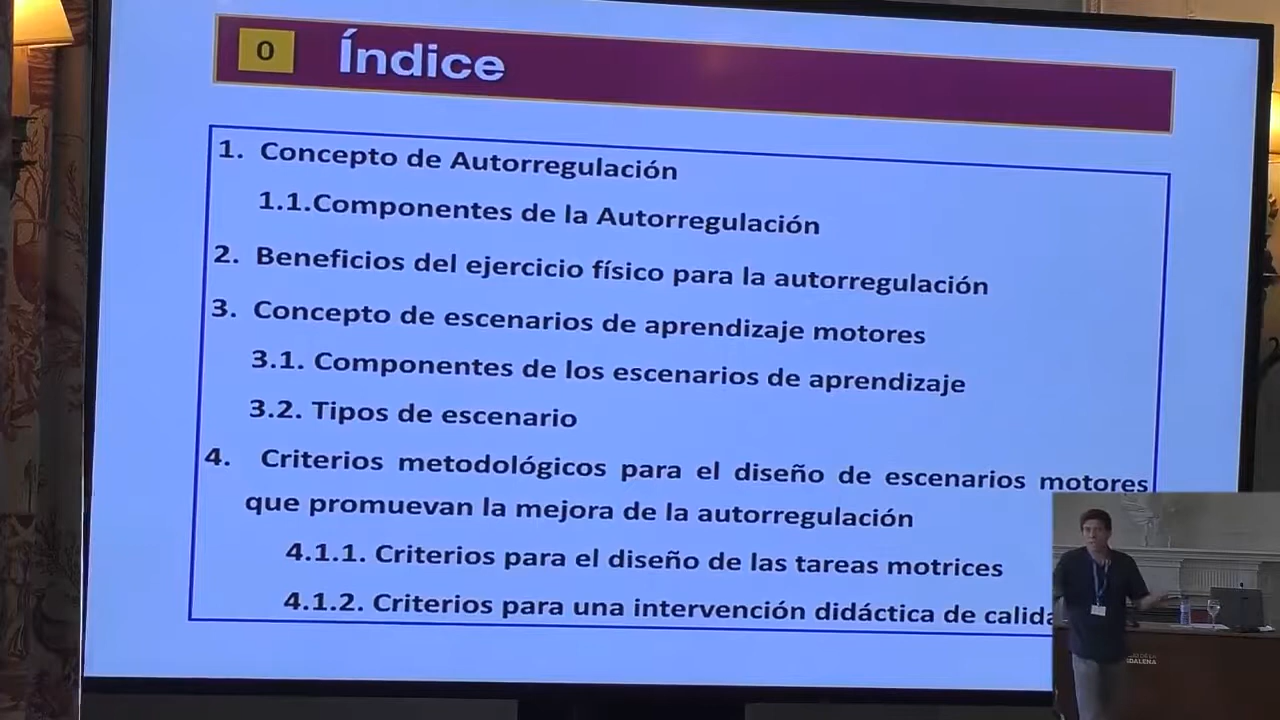 0 Índice
1. Concepto de Autorregulación
1.1.Componentes de la Autorregulación
2. Beneficios del ejercicio físico para la autorregulación
3. Concepto de escenarios de aprendizaje motores
3.1. Componentes de los escenarios de aprendizaje
3.2. Tipos de escenario
4. Criterios metodológicos para el diseño de escenarios motores
que promuevan la mejora de la autorregulación
4.1.1. Criterios para el diseño de las tareas motrices
4.1.2. Criterios para una intervención didáctica de calida